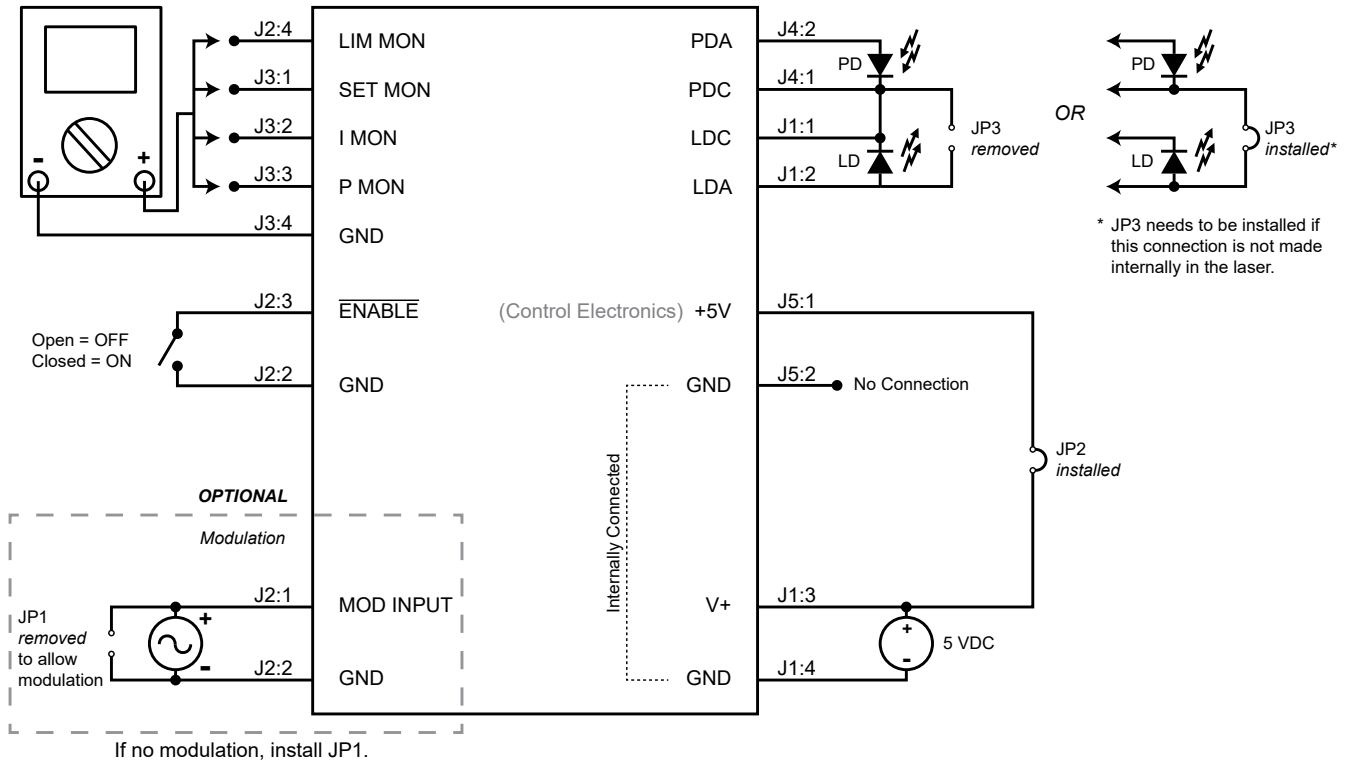 J2:4
LIM MON
J3:1
SET MON
J3:2
I MON
J3:3
P MON
J3:4
GND
-
+
J2:3
ENABLE
Open = OFF
Closed = ON
J2:2
GND
OPTIONAL
Modulation
J2:1
MOD INPUT
JP1
removed
to allow
modulation
+
-
J2:2
GND
If no modulation, install JP1.
PDA
J4:2
PD
PDC
J4:1
LDC
J1:1
LD
LDA
J1:2
JP3
removed
OR
PD
LD
JP3
installed*
* JP3 needs to be installed if
this connection is not made
internally in the laser.
(Control Electronics) +5V
J5:1
GND
J5:2
No Connection
Internally Connected
JP2
installed
V+
J1:3
+
-
5 VDC
GND
J1:4